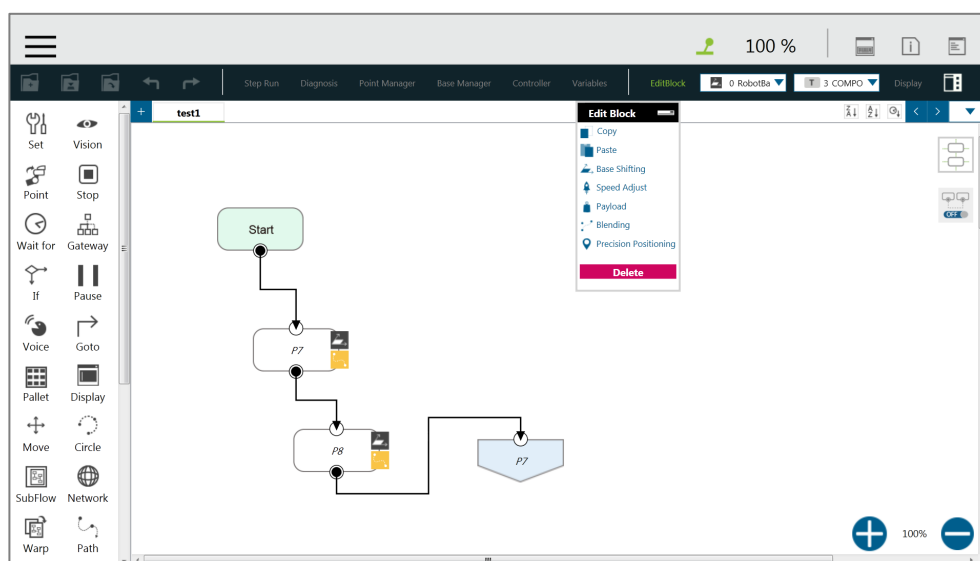 100 %
Step Run Diagnosis Point Manager Base Manager Controller Variables EditBlock 0 RobotBa T 3 COMPO Display
+ test1
Edit Block
Copy
Paste
Base Shifting
Speed Adjust
Payload
Blending
Precision Positioning
Delete
Set Vision
Point Stop
Wait for Gateway
If Pause
Voice Goto
Pallet Display
Move Circle
SubFlow Network
Warp Path
OFF
Start
P7
P8
P7
100%